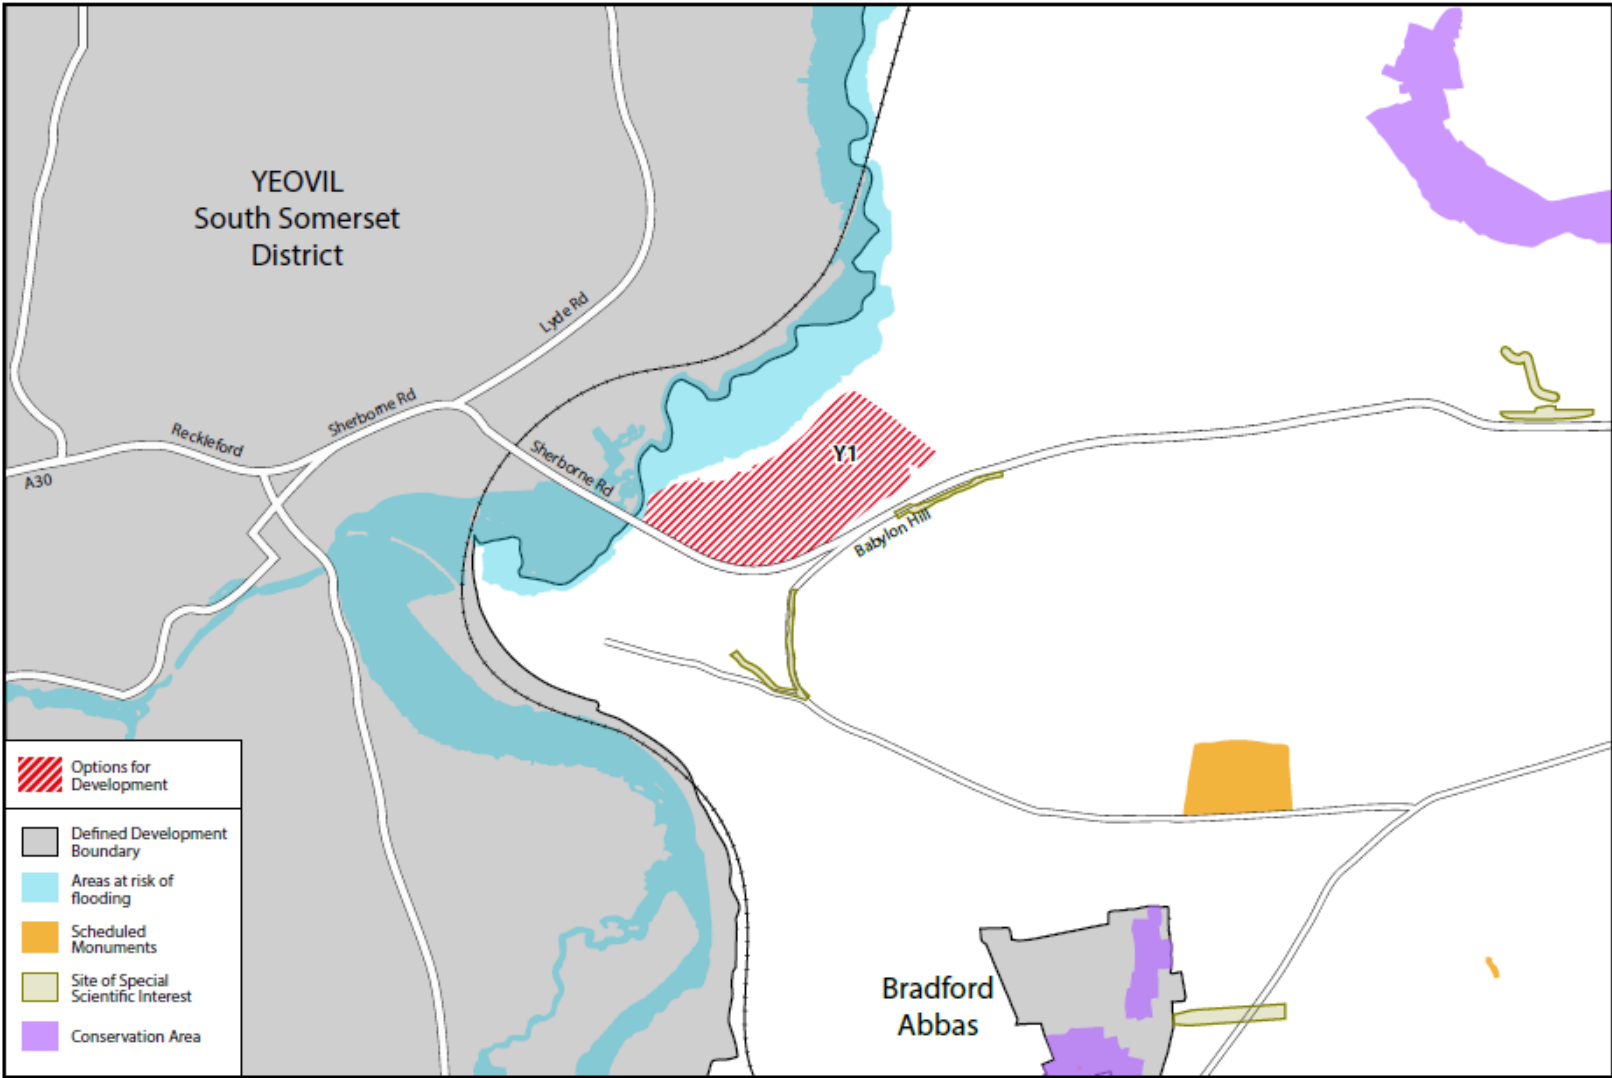 YEOVIL
South Somerset
District
Lyde Rd
Sherborne Rd
Reckleford
Sherborne Rd
A30
Y1
Babylon Hill
Options for
Development
Defined Development
Boundary
Areas at risk of
flooding
Scheduled
Monuments
Site of Special
Scientific Interest
Conservation Area
Bradford
Abbas